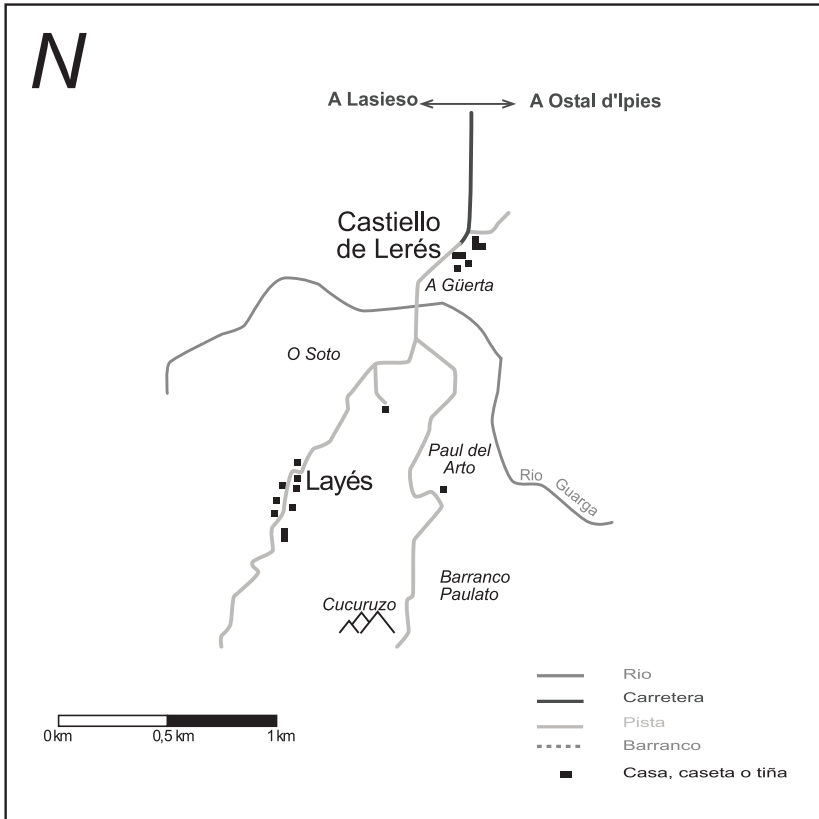 N
A Lasieso
A Ostal d'Ipies
Castiello
de Lerés
A Güerta
O Soto
Paul del
Arto
Rio Guarga
Layés
Barranco
Paulato
Cucuruzo
Rio
Carretera
Pista
Barranco
Casa, caseta o tiña
0 km 0,5 km 1 km